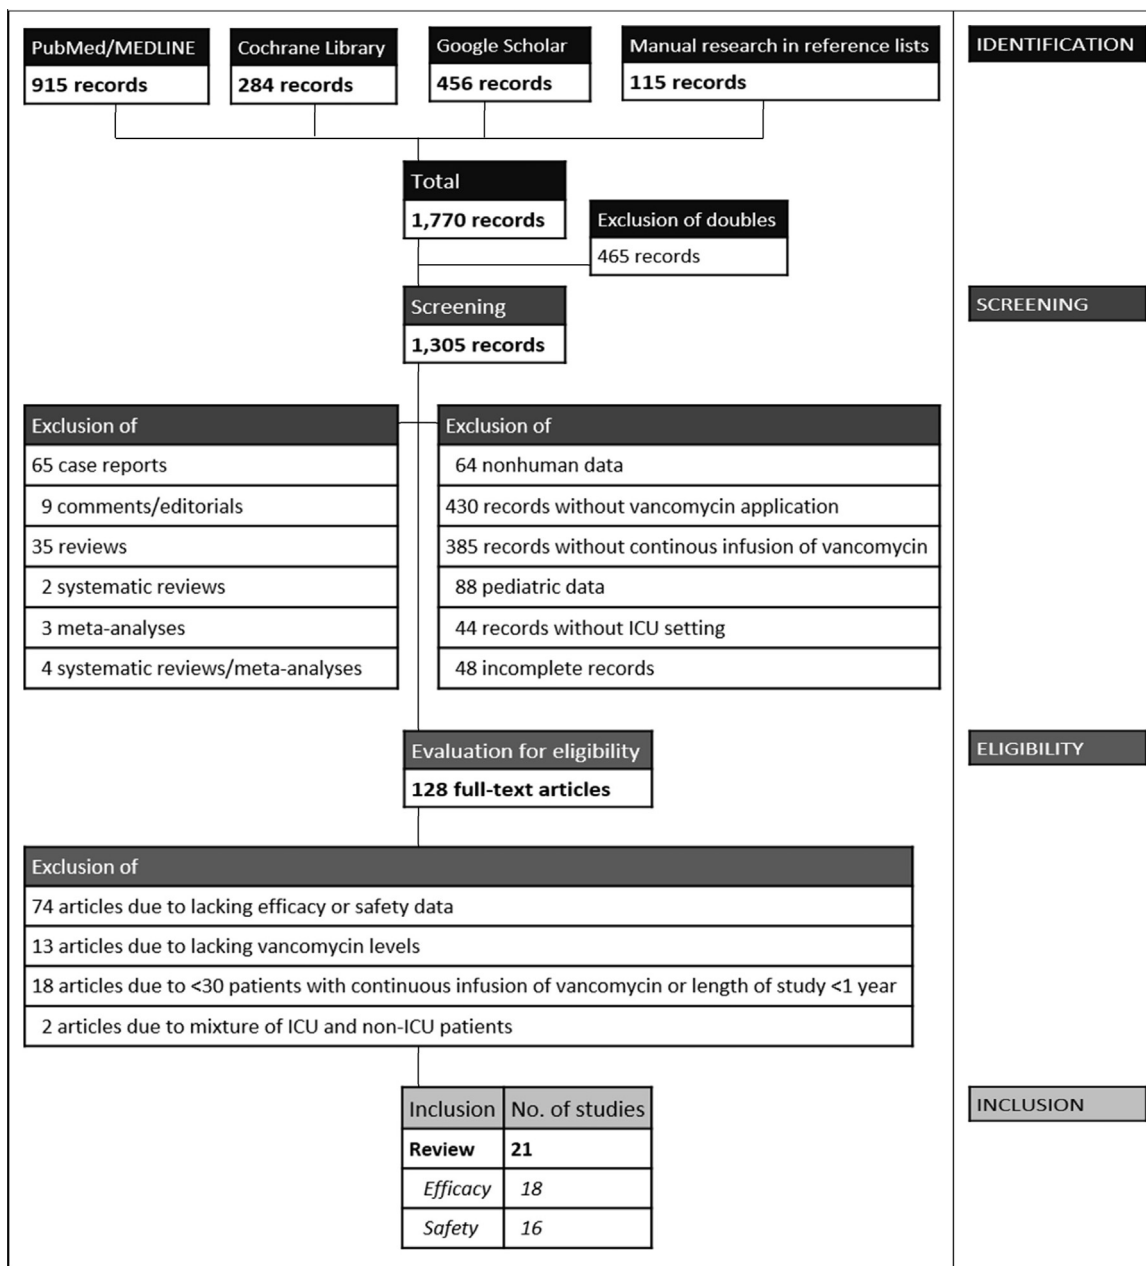 PubMed/MEDLINE
915 records
Cochrane Library
284 records
Google Scholar
456 records
Manual research in reference lists
115 records
IDENTIFICATION
Total
1,770 records
Exclusion of doubles
465 records
Screening
1,305 records
SCREENING
Exclusion of
65 case reports
9 comments/editorials
35 reviews
2 systematic reviews
3 meta-analyses
4 systematic reviews/meta-analyses
Exclusion of
64 nonhuman data
430 records without vancomycin application
385 records without continous infusion of vancomycin
88 pediatric data
44 records without ICU setting
48 incomplete records
Evaluation for eligibility
128 full-text articles
ELIGIBILITY
Exclusion of
74 articles due to lacking efficacy or safety data
13 articles due to lacking vancomycin levels
18 articles due to <30 patients with continuous infusion of vancomycin or length of study <1 year
2 articles due to mixture of ICU and non-ICU patients
Inclusion No. of studies
Review 21
Efficacy 18
Safety 16
INCLUSION